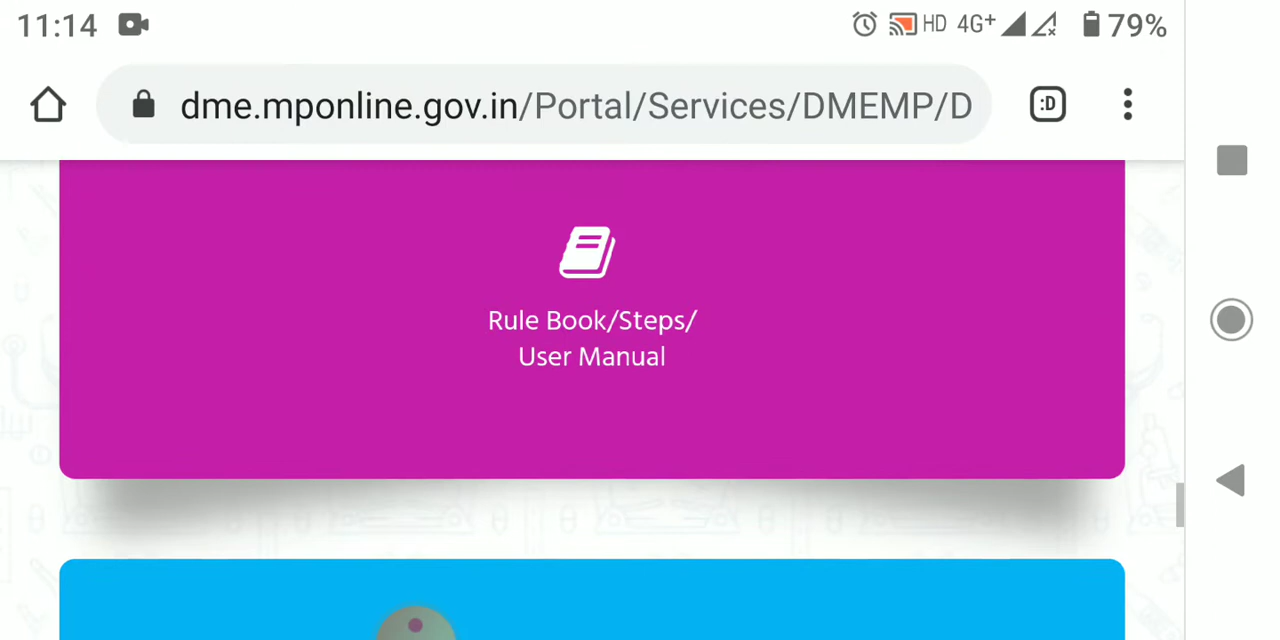 11:14 HD 4G+ 79%
dme.mponline.gov.in/Portal/Services/DMEMP/D :D
Rule Book/Steps/
User Manual